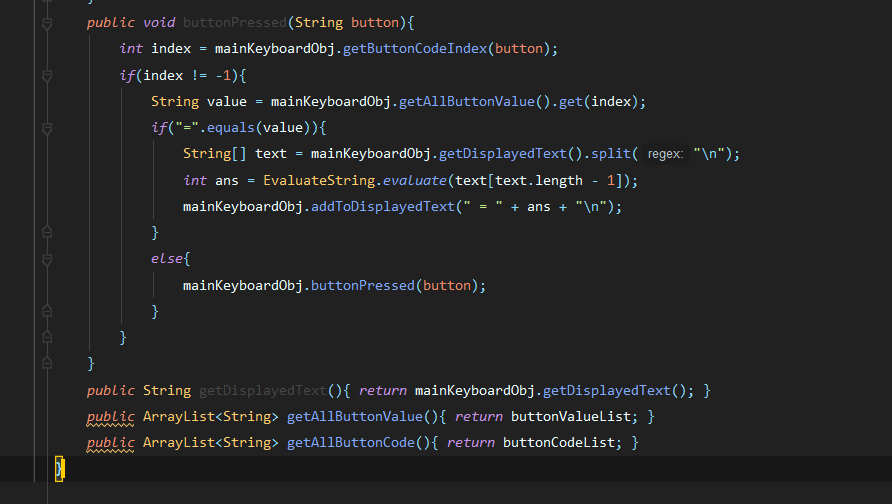 }
public void buttonPressed(String button){
int index = mainKeyboardObj.getButtonCodeIndex(button);
if(index != -1){
String value = mainKeyboardObj.getAllButtonValue().get(index);
if("=".equals(value)){
String[] text = mainKeyboardObj.getDisplayedText().split( regex: "\n");
int ans = EvaluateString.evaluate(text[text.length - 1]);
mainKeyboardObj.addToDisplayedText(" = " + ans + "\n");
}
else{
mainKeyboardObj.buttonPressed(button);
}
}
}
public String getDisplayedText(){ return mainKeyboardObj.getDisplayedText(); }
public ArrayList<String> getAllButtonValue(){ return buttonValueList; }
public ArrayList<String> getAllButtonCode(){ return buttonCodeList; }
}